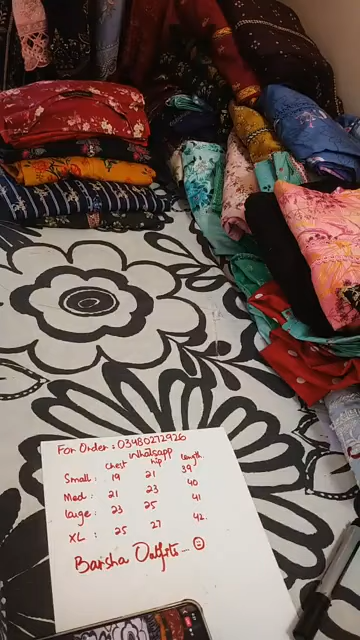 For Order : 03480272926
Whatsapp
chest hip length
Small : 19 21 39
Med : 21 23 40
large : 23 25 41
XL : 25 27 42
Barsha Outfits... ☺